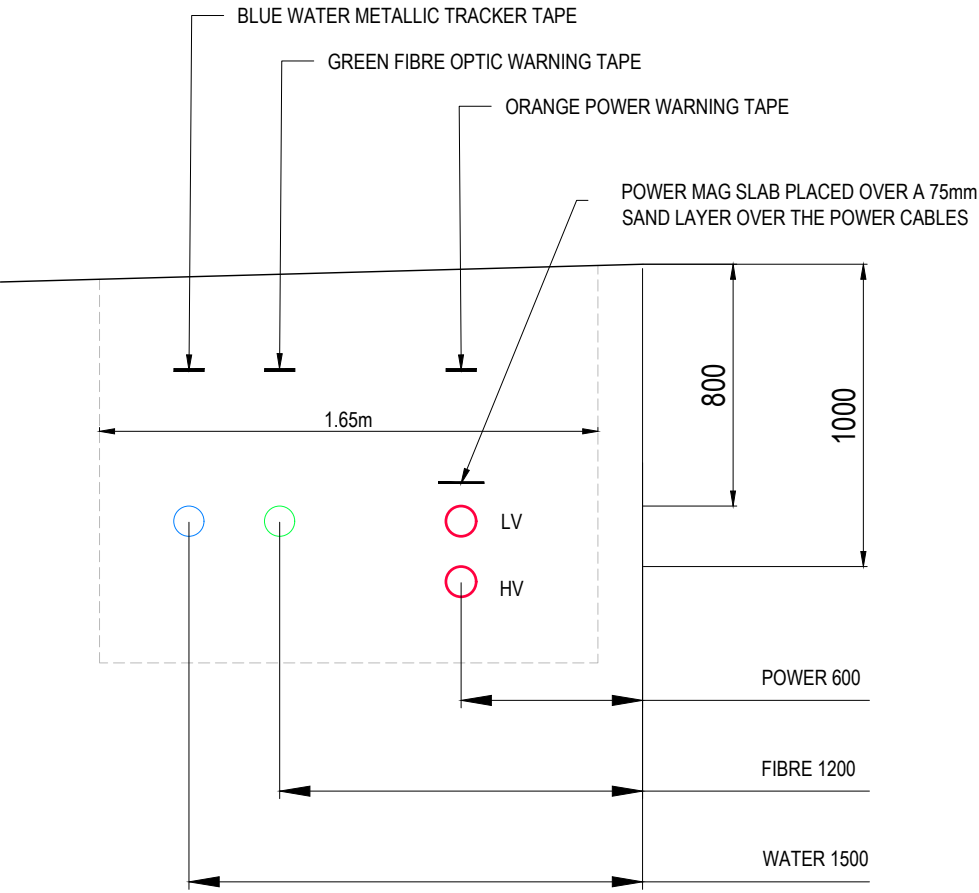 BLUE WATER METALLIC TRACKER TAPE
GREEN FIBRE OPTIC WARNING TAPE
ORANGE POWER WARNING TAPE
POWER MAG SLAB PLACED OVER A 75mm
SAND LAYER OVER THE POWER CABLES
800
1000
1.65m
LV
HV
POWER 600
FIBRE 1200
WATER 1500